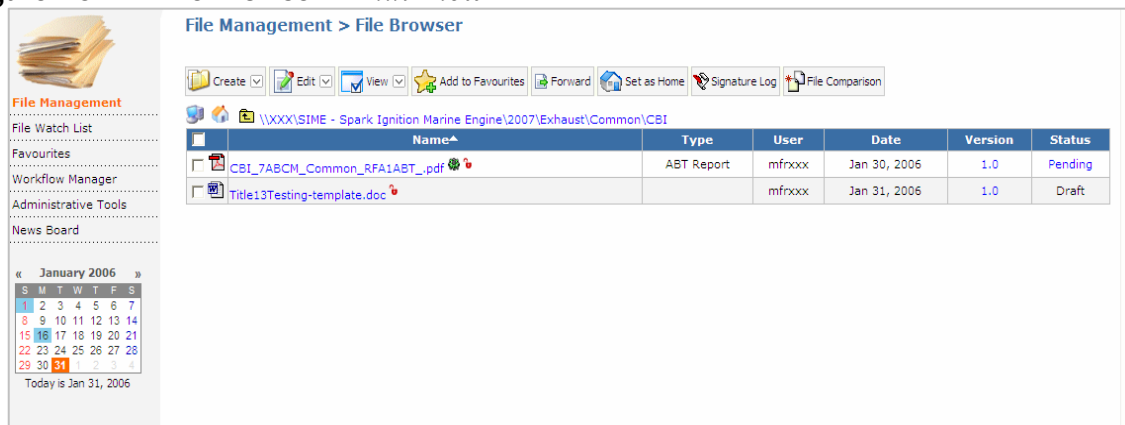 File Management > File Browser
Create Edit View Add to Favourites Forward Set as Home Signature Log File Comparison
File Management
File Watch List
Favourites
Workflow Manager
Administrative Tools
News Board
\\XXX\SIME - Spark Ignition Marine Engine\2007\Exhaust\Common\CBI
Name Type User Date Version Status
CBI_7ABCM_Common_RFA1ABT_.pdf ABT Report mfrxxx Jan 30, 2006 1.0 Pending
Title13Testing-template.doc mfrxxx Jan 31, 2006 1.0 Draft
« January 2006 »
S M T W T F S
1 2 3 4 5 6 7
8 9 10 11 12 13 14
15 16 17 18 19 20 21
22 23 24 25 26 27 28
29 30 31 1 2 3 4
Today is Jan 31, 2006